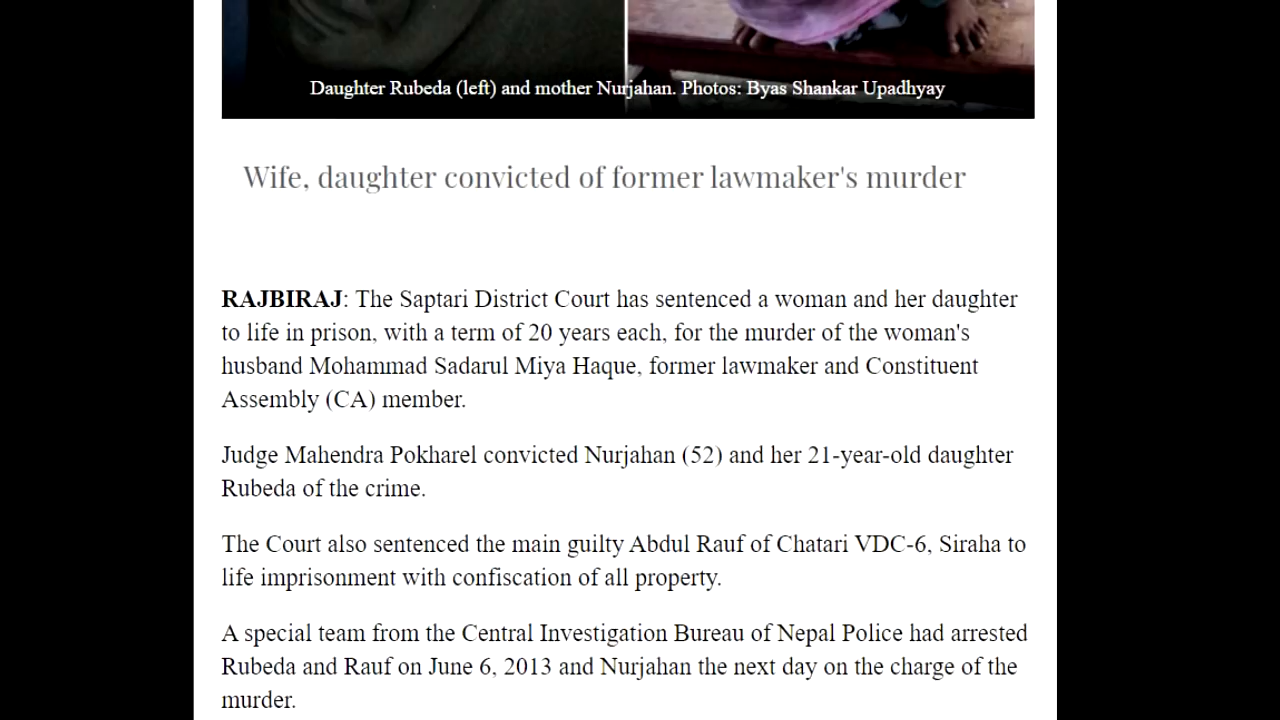 Daughter Rubeda (left) and mother Nurjahan. Photos: Byas Shankar Upadhyay
Wife, daughter convicted of former lawmaker's murder
RAJBIRAJ: The Saptari District Court has sentenced a woman and her daughter
to life in prison, with a term of 20 years each, for the murder of the woman's
husband Mohammad Sadarul Miya Haque, former lawmaker and Constituent
Assembly (CA) member.
Judge Mahendra Pokharel convicted Nurjahan (52) and her 21-year-old daughter
Rubeda of the crime.
The Court also sentenced the main guilty Abdul Rauf of Chatari VDC-6, Siraha to
life imprisonment with confiscation of all property.
A special team from the Central Investigation Bureau of Nepal Police had arrested
Rubeda and Rauf on June 6, 2013 and Nurjahan the next day on the charge of the
murder.